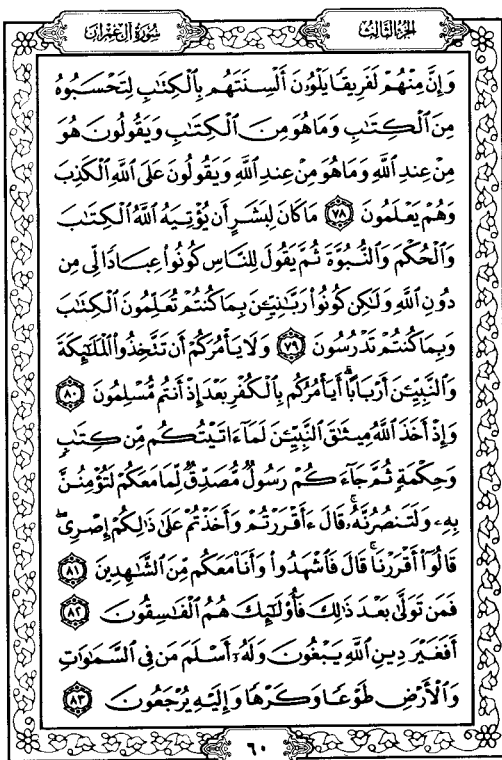 سُورَةُ آلِ عِمْرَانَ
الجُزْءُ الثَّالِثُ
وَإِنَّ مِنْهُمْ لَفَرِيقًا يَلْوُۥنَ أَلْسِنَتَهُم بِٱلْكِتَٰبِ لِتَحْسَبُوهُ
مِنَ ٱلْكِتَٰبِ وَمَا هُوَ مِنَ ٱلْكِتَٰبِ وَيَقُولُونَ هُوَ
مِنْ عِندِ ٱللَّهِ وَمَا هُوَ مِنْ عِندِ ٱللَّهِ وَيَقُولُونَ عَلَى ٱللَّهِ ٱلْكَذِبَ
وَهُمْ يَعْلَمُونَ ٧٨ مَا كَانَ لِبَشَرٍ أَن يُؤْتِيَهُ ٱللَّهُ ٱلْكِتَٰبَ
وَٱلْحُكْمَ وَٱلنُّبُوَّةَ ثُمَّ يَقُولَ لِلنَّاسِ كُونُوا۟ عِبَادًا لِّى مِن
دُونِ ٱللَّهِ وَلَٰكِن كُونُوا۟ رَبَّٰنِيِّۦنَ بِمَا كُنتُمْ تُعَلِّمُونَ ٱلْكِتَٰبَ
وَبِمَا كُنتُمْ تَدْرُسُونَ ٧٩ وَلَا يَأْمُرَكُمْ أَن تَتَّخِذُوا۟ ٱلْمَلَٰٓئِكَةَ
وَٱلنَّبِيِّۦنَ أَرْبَابًا أَيَأْمُرُكُم بِٱلْكُفْرِ بَعْدَ إِذْ أَنتُم مُّسْلِمُونَ ٨٠
وَإِذْ أَخَذَ ٱللَّهُ مِيثَٰقَ ٱلنَّبِيِّۦنَ لَمَآ ءَاتَيْتُكُم مِّن كِتَٰبٍ
وَحِكْمَةٍ ثُمَّ جَآءَكُمْ رَسُولٌ مُّصَدِّقٌ لِّمَا مَعَكُمْ لَتُؤْمِنُنَّ
بِهِۦ وَلَتَنصُرُنَّهُۥ قَالَ ءَأَقْرَرْتُمْ وَأَخَذْتُمْ عَلَىٰ ذَٰلِكُمْ إِصْرِى
قَالُوٓا۟ أَقْرَرْنَا قَالَ فَٱشْهَدُوا۟ وَأَنَا۠ مَعَكُم مِّنَ ٱلشَّٰهِدِينَ ٨١
فَمَن تَوَلَّىٰ بَعْدَ ذَٰلِكَ فَأُو۟لَٰٓئِكَ هُمُ ٱلْفَٰسِقُونَ ٨٢
أَفَغَيْرَ دِينِ ٱللَّهِ يَبْغُونَ وَلَهُۥٓ أَسْلَمَ مَن فِى ٱلسَّمَٰوَٰتِ
وَٱلْأَرْضِ طَوْعًا وَكَرْهًا وَإِلَيْهِ يُرْجَعُونَ ٨٣
٦٠